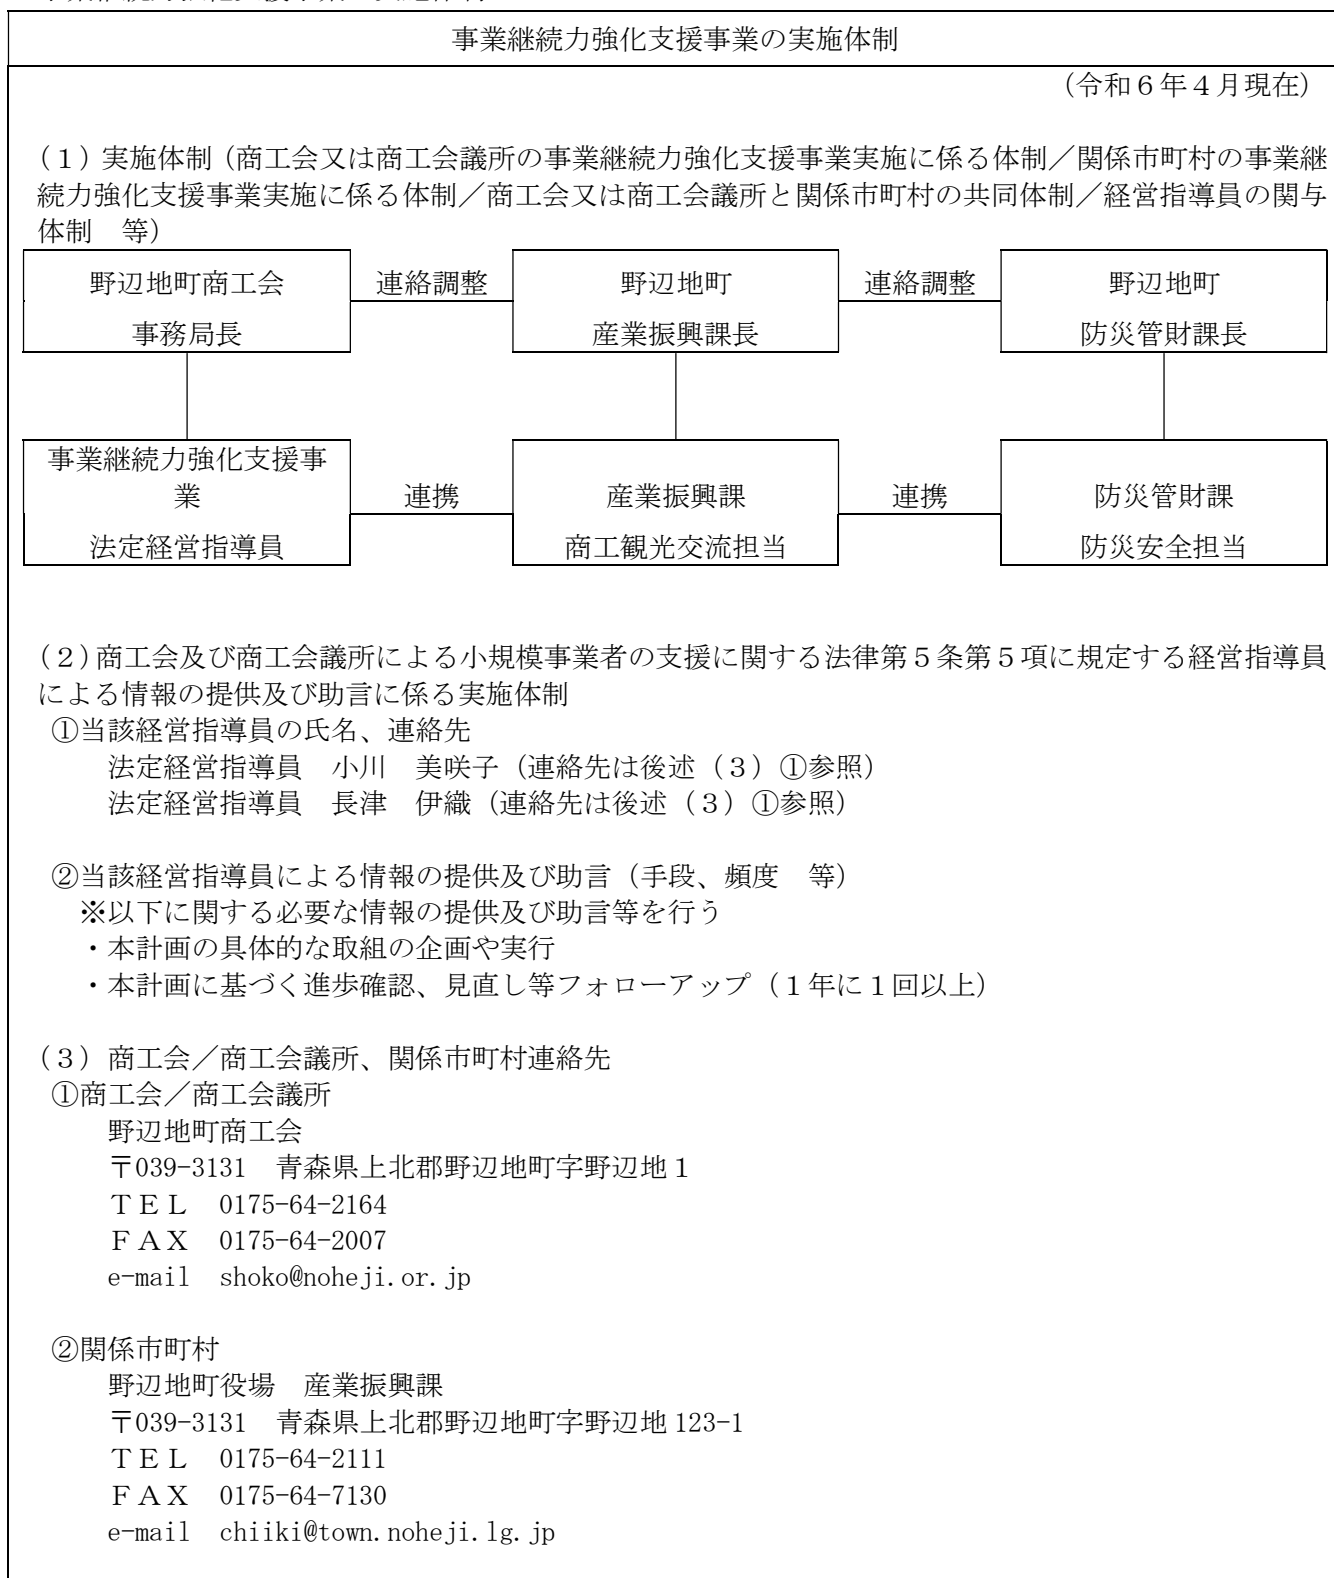 事業継続力強化支援事業の実施体制
(令和６年４月現在)
(１) 実施体制 (商工会又は商工会議所の事業継続力強化支援事業実施に係る体制／関係市町村の事業継
続力強化支援事業実施に係る体制／商工会又は商工会議所と関係市町村の共同体制／経営指導員の関与
体制　等)
野辺地町商工会 連絡調整 野辺地町 連絡調整 野辺地町
事務局長 産業振興課長 防災管財課長
事業継続力強化支援事
業 連携 産業振興課 連携 防災管財課
法定経営指導員 商工観光交流担当 防災安全担当
(２) 商工会及び商工会議所による小規模事業者の支援に関する法律第５条第５項に規定する経営指導員
による情報の提供及び助言に係る実施体制
①当該経営指導員の氏名、連絡先
法定経営指導員　小川　美咲子 (連絡先は後述 (３) ①参照)
法定経営指導員　長津　伊織 (連絡先は後述 (３) ①参照)
②当該経営指導員による情報の提供及び助言 (手段、頻度　等)
※以下に関する必要な情報の提供及び助言等を行う
・本計画の具体的な取組の企画や実行
・本計画に基づく進歩確認、見直し等フォローアップ (１年に１回以上)
(３) 商工会／商工会議所、関係市町村連絡先
①商工会／商工会議所
野辺地町商工会
〒039-3131　青森県上北郡野辺地町字野辺地１
ＴＥＬ　0175-64-2164
ＦＡＸ　0175-64-2007
e-mail　shoko@noheji.or.jp
②関係市町村
野辺地町役場　産業振興課
〒039-3131　青森県上北郡野辺地町字野辺地 123-1
ＴＥＬ　0175-64-2111
ＦＡＸ　0175-64-7130
e-mail　chiiki@town.noheji.lg.jp